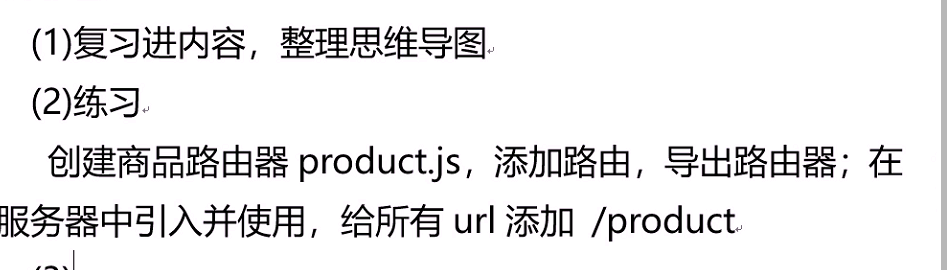 (1)复习进内容，整理思维导图
(2)练习
创建商品路由器 product.js，添加路由，导出路由器；在
服务器中引入并使用，给所有 url 添加 /product